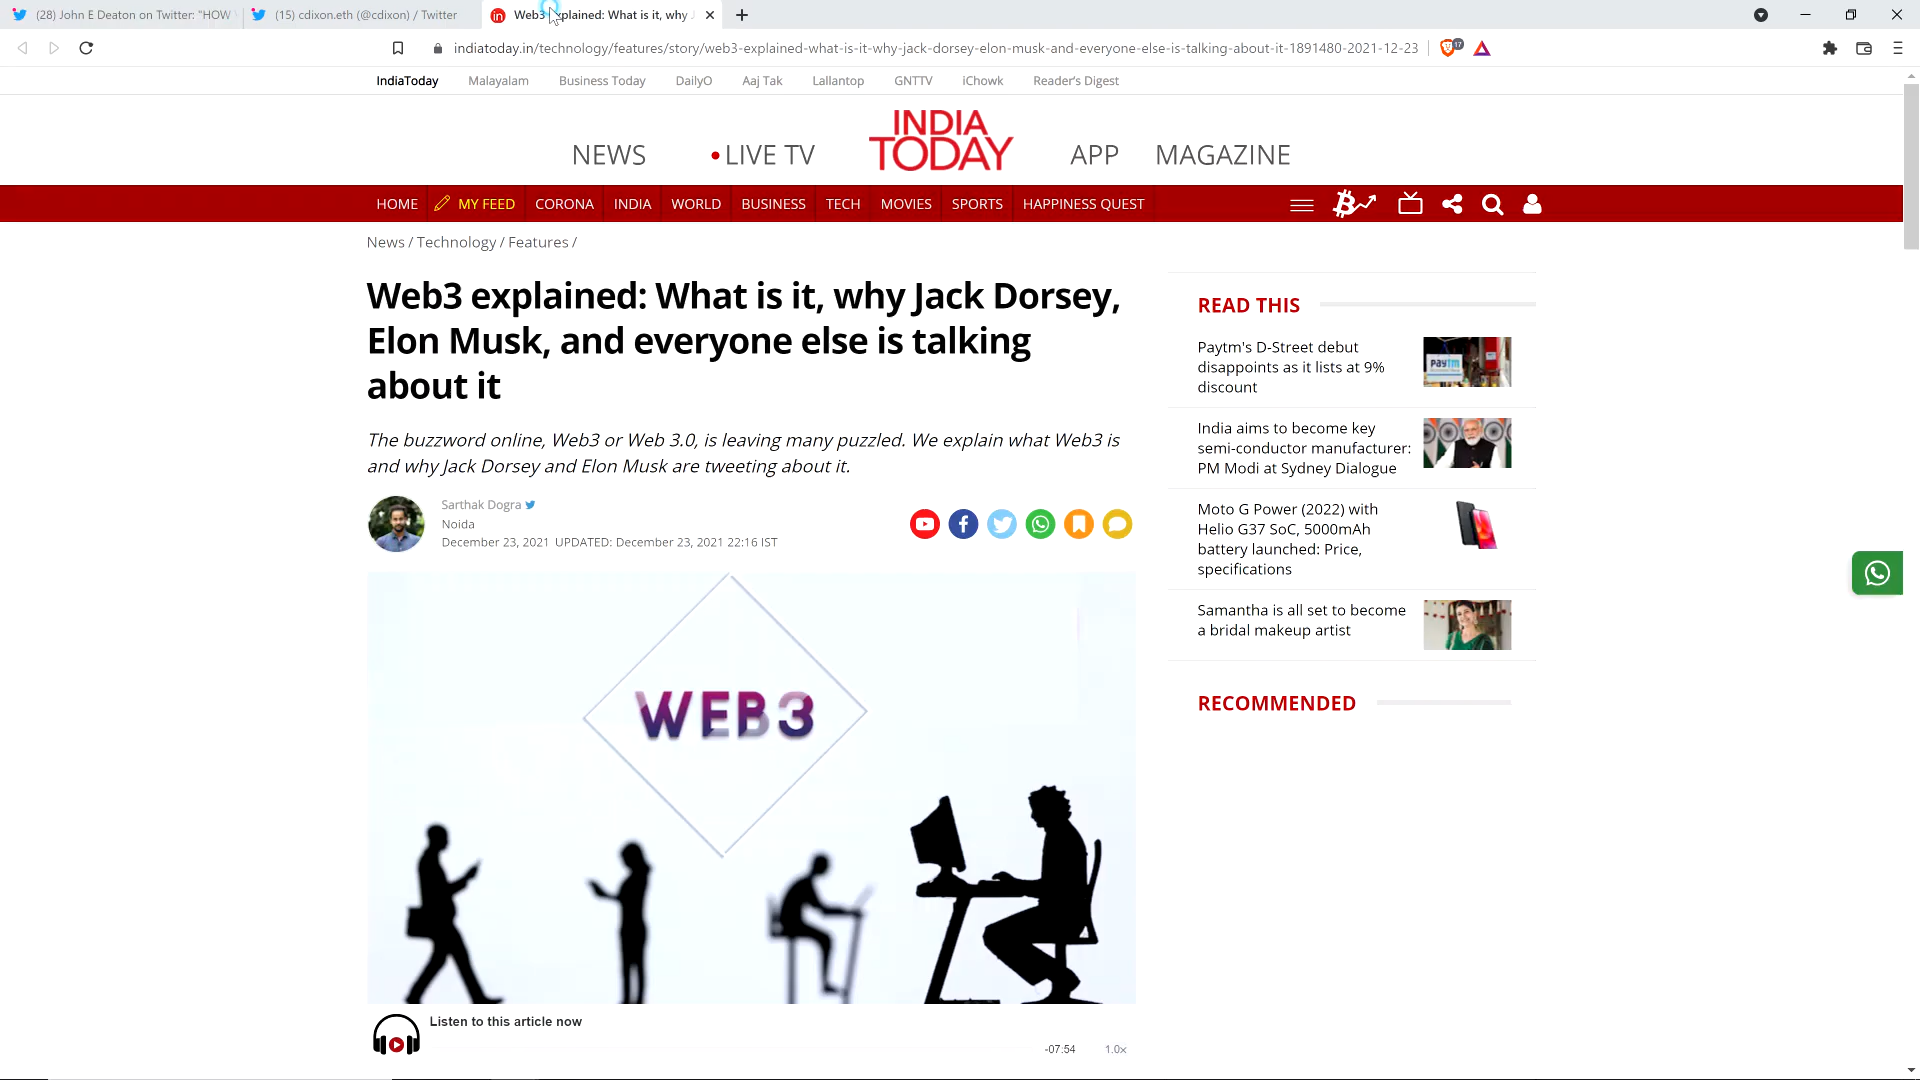 (28) John E Deaton on Twitter: "HOW
(15) cdixon.eth (@cdixon) / Twitter
Web3 explained: What is it, why J
indiatoday.in/technology/features/story/web3-explained-what-is-it-why-jack-dorsey-elon-musk-and-everyone-else-is-talking-about-it-1891480-2021-12-23
17
IndiaToday Malayalam Business Today DailyO Aaj Tak Lallantop GNTTV iChowk Reader's Digest
NEWS LIVE TV INDIA TODAY APP MAGAZINE
HOME MY FEED CORONA INDIA WORLD BUSINESS TECH MOVIES SPORTS HAPPINESS QUEST
News / Technology / Features /
Web3 explained: What is it, why Jack Dorsey,
Elon Musk, and everyone else is talking
about it
The buzzword online, Web3 or Web 3.0, is leaving many puzzled. We explain what Web3 is
and why Jack Dorsey and Elon Musk are tweeting about it.
Sarthak Dogra
Noida
December 23, 2021 UPDATED: December 23, 2021 22:16 IST
WEB3
Listen to this article now
-07:54 1.0x
READ THIS
Paytm's D-Street debut
disappoints as it lists at 9%
discount
paytm
India aims to become key
semi-conductor manufacturer:
PM Modi at Sydney Dialogue
Moto G Power (2022) with
Helio G37 SoC, 5000mAh
battery launched: Price,
specifications
Samantha is all set to become
a bridal makeup artist
RECOMMENDED